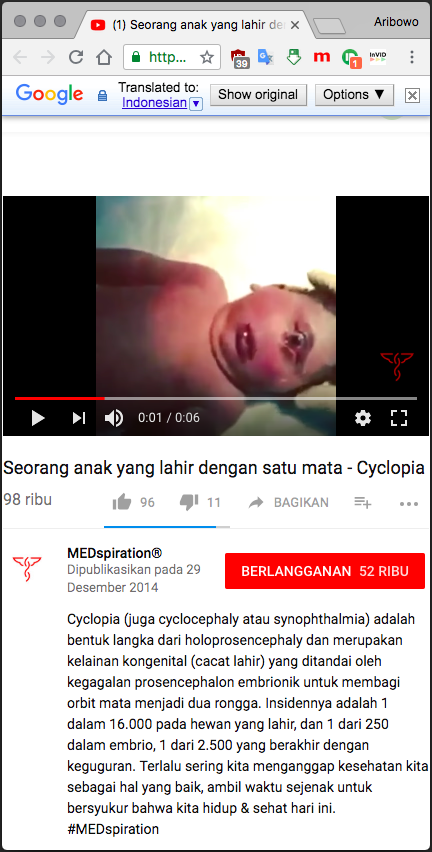 (1) Seorang anak yang lahir de
Aribowo
http...
39
m
1
InVID
Google
Translated to:
Indonesian
Show original
Options ▼
0:01 / 0:06
Seorang anak yang lahir dengan satu mata - Cyclopia
98 ribu
96
11
BAGIKAN
MEDspiration®
Dipublikasikan pada 29
Desember 2014
BERLANGGANAN 52 RIBU
Cyclopia (juga cyclocephaly atau synophthalmia) adalah
bentuk langka dari holoprosencephaly dan merupakan
kelainan kongenital (cacat lahir) yang ditandai oleh
kegagalan prosencephalon embrionik untuk membagi
orbit mata menjadi dua rongga. Insidennya adalah 1
dalam 16.000 pada hewan yang lahir, dan 1 dari 250
dalam embrio, 1 dari 2.500 yang berakhir dengan
keguguran. Terlalu sering kita menganggap kesehatan kita
sebagai hal yang baik, ambil waktu sejenak untuk
bersyukur bahwa kita hidup & sehat hari ini.
#MEDspiration